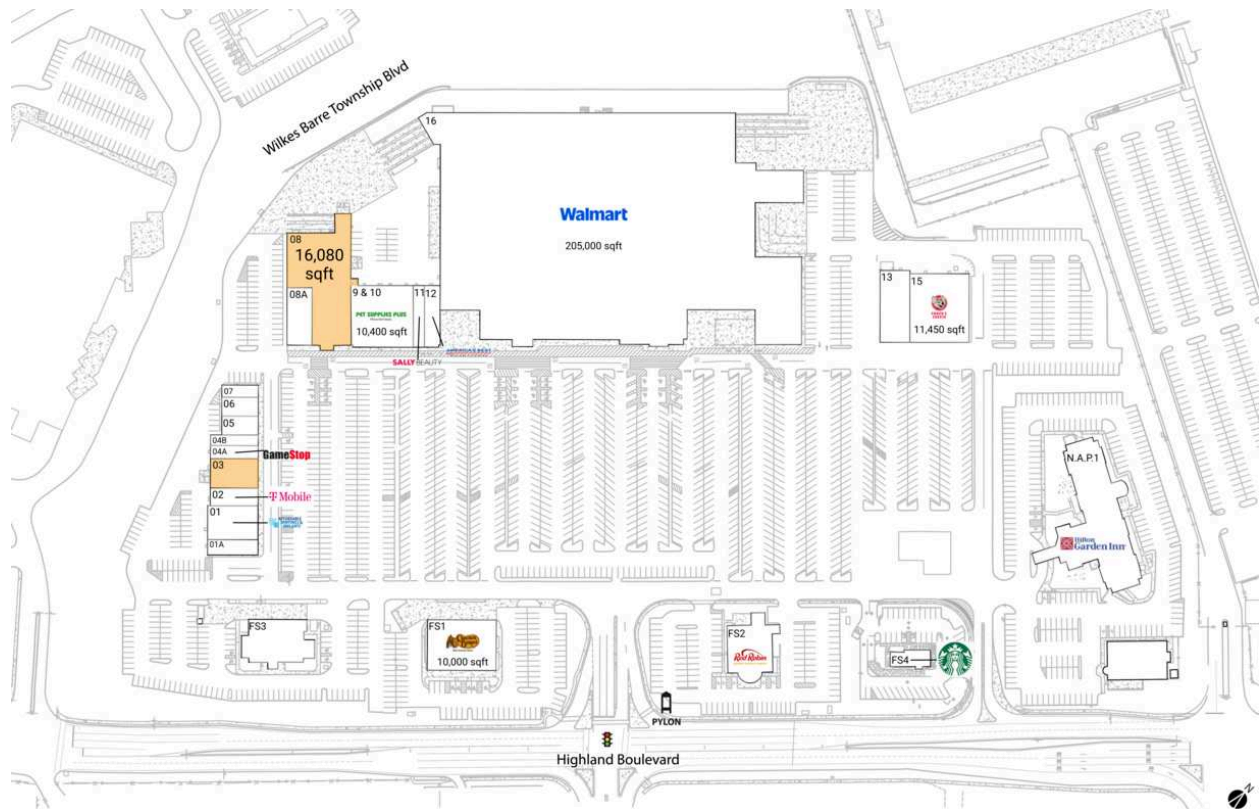 Wilkes Barre Township Blvd
16
Walmart
205,000 sqft
08
16,080
sqft
08A
9 & 10
PET SUPPLIES PLUS
10,400 sqft
11
12
SALLY BEAUTY
AMERICA'S BEST
13
15
11,450 sqft
07
06
05
04B
04A
GameStop
03
02
T Mobile
01
01A
N.A.P.1
Hilton
Garden Inn
FS3
FS1
10,000 sqft
FS2
Red Robin
FS4
PYLON
Highland Boulevard